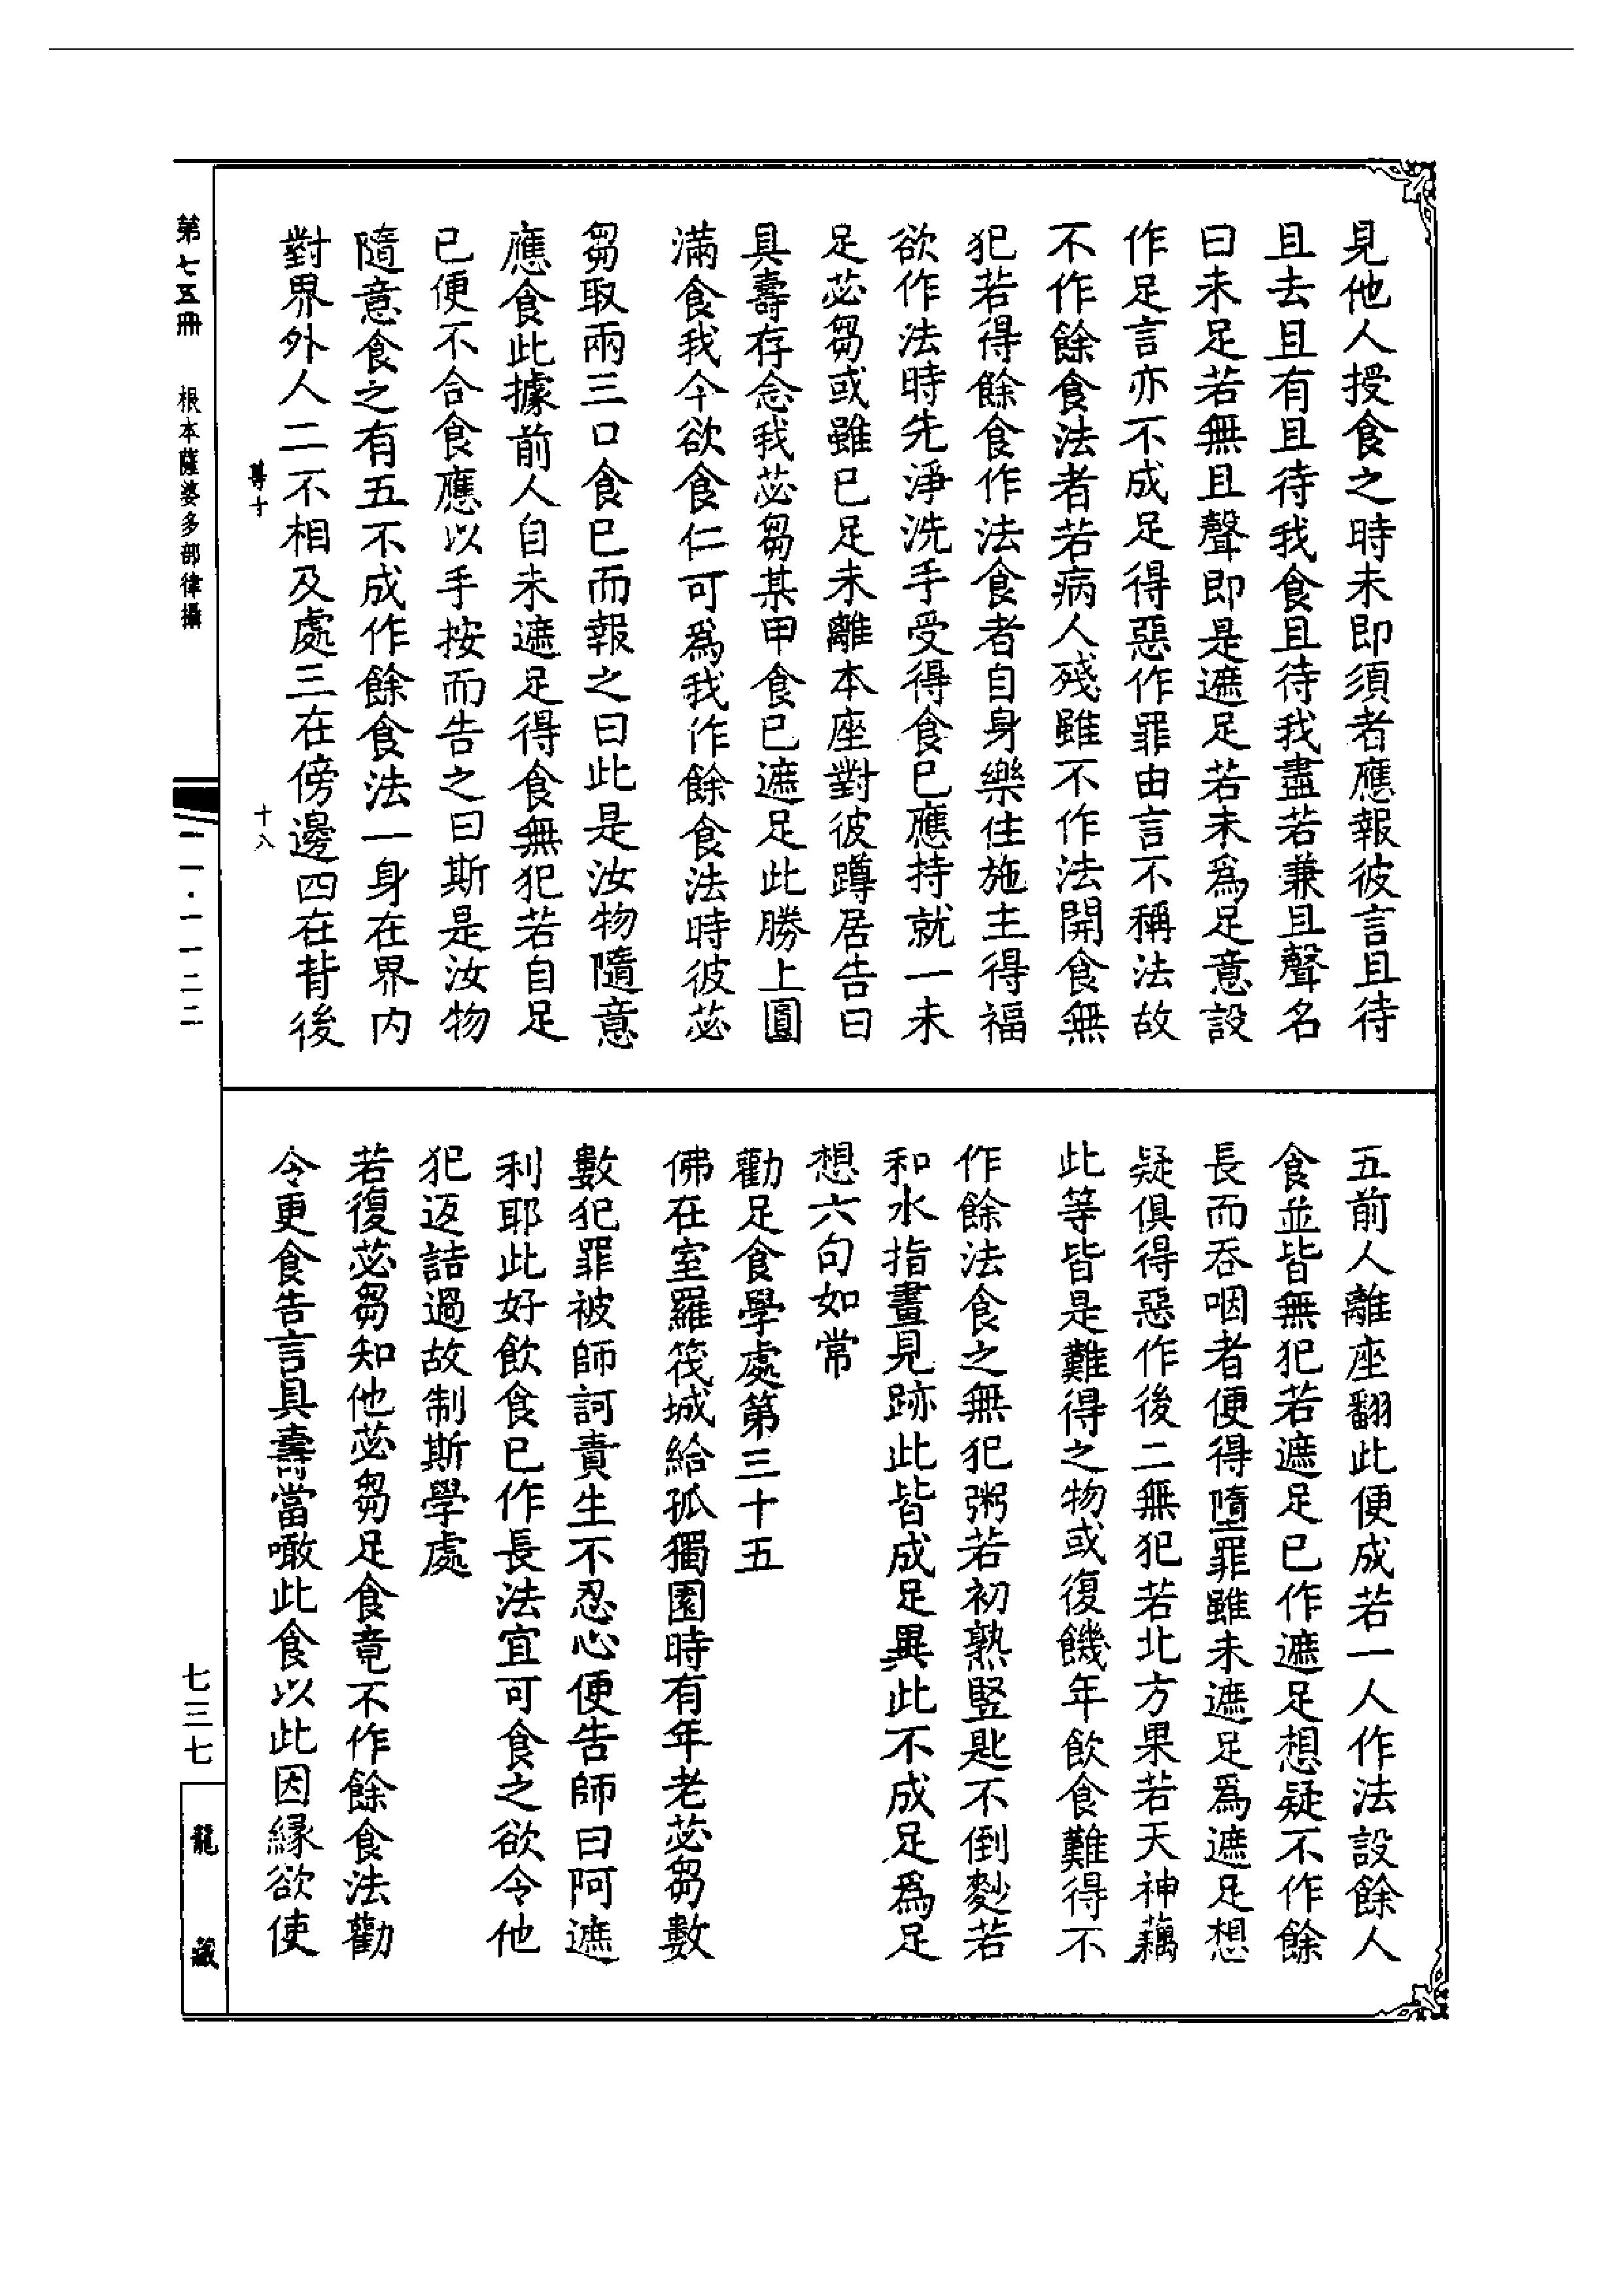 見他人授食之時未即須者應報彼言且待
且去且有且待我食且待我盡若兼且聲名
曰未足若無且聲即是遮足若未為足意設
作足言亦不成足得惡作罪由言不稱法故
不作餘食法者若病人殘雖不作法開食無
犯若得餘食作法食者自身樂住施主得福
欲作法時先淨洗手受得食已應持就一未
足苾芻或雖已足未離本座對彼蹲居告曰
具壽存念我苾芻某甲食已遮足此勝上圓
滿食我今欲食仁可為我作餘食法時彼苾
芻取兩三口食已而報之曰此是汝物隨意
應食此據前人自未遮足得食無犯若自足
已便不合食應以手按而告之曰斯是汝物
隨意食之有五不成作餘食法一身在界內
對界外人二不相及處三在傍邊四在背後
尊十
十八
五前人離座翻此便成若一人作法設餘人
食並皆無犯若遮足已作遮足想疑不作餘
長而吞咽者便得墮罪雖未遮足為遮足想
疑俱得惡作後二無犯若北方果若天神藕
此等皆是難得之物或復饑年飲食難得不
作餘法食之無犯粥若初熟豎匙不倒麨若
和水指畫見跡此皆成足異此不成足為足
想六句如常
勸足食學處第三十五
佛在室羅筏城給孤獨園時有年老苾芻數
數犯罪被師訶責生不忍心便告師曰阿遮
利耶此好飲食已作長法宜可食之欲令他
犯返詰過故制斯學處
若復苾芻知他苾芻足食竟不作餘食法勸
令更食告言具壽當噉此食以此因緣欲使
第七五冊
根本薩婆多部律攝
一一·一一二二
七三七
龍藏